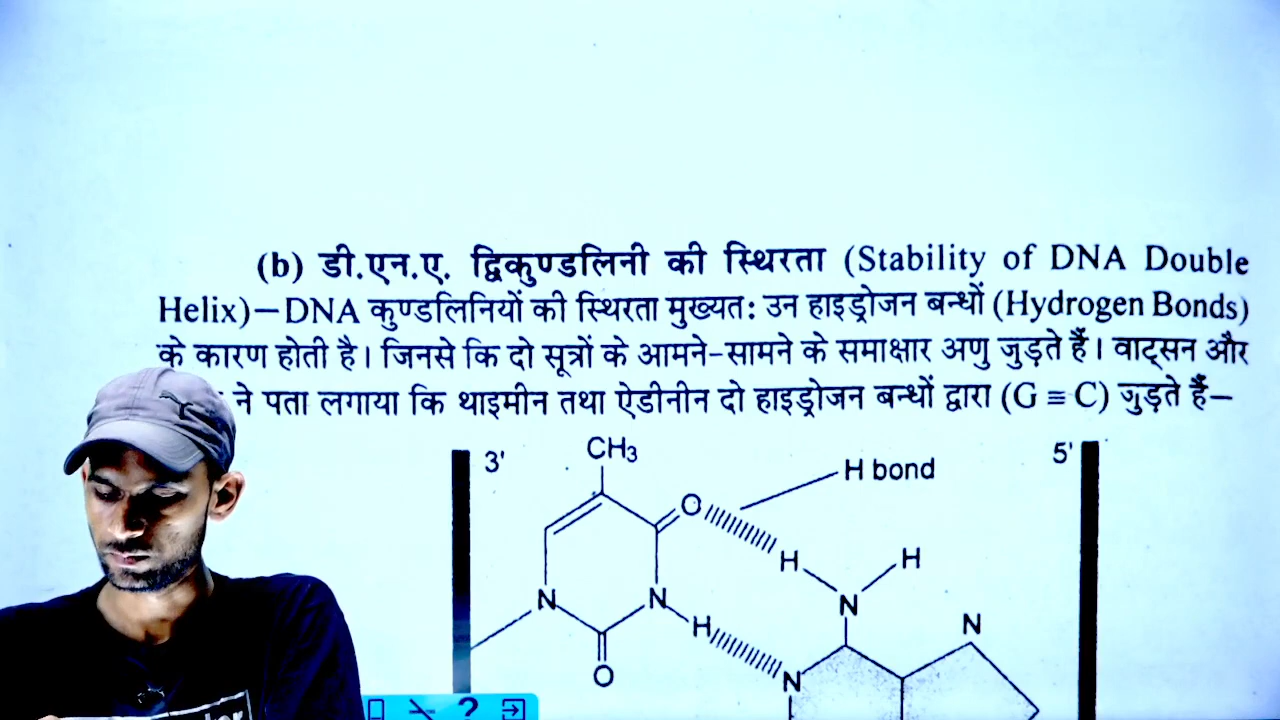 (b) डी.एन.ए. द्विकुण्डलिनी की स्थिरता (Stability of DNA Double
Helix)—DNA कुण्डलिनियों की स्थिरता मुख्यत: उन हाइड्रोजन बन्धों (Hydrogen Bonds)
के कारण होती है। जिनसे कि दो सूत्रों के आमने-सामने के समाक्षार अणु जुड़ते हैं। वाट्सन और
ने पता लगाया कि थाइमीन तथा ऐडीनीन दो हाइड्रोजन बन्धों द्वारा (G ≡ C) जुड़ते हैं—
3' CH3 H bond 5'
O
H H
N N N
H N
N
O
?